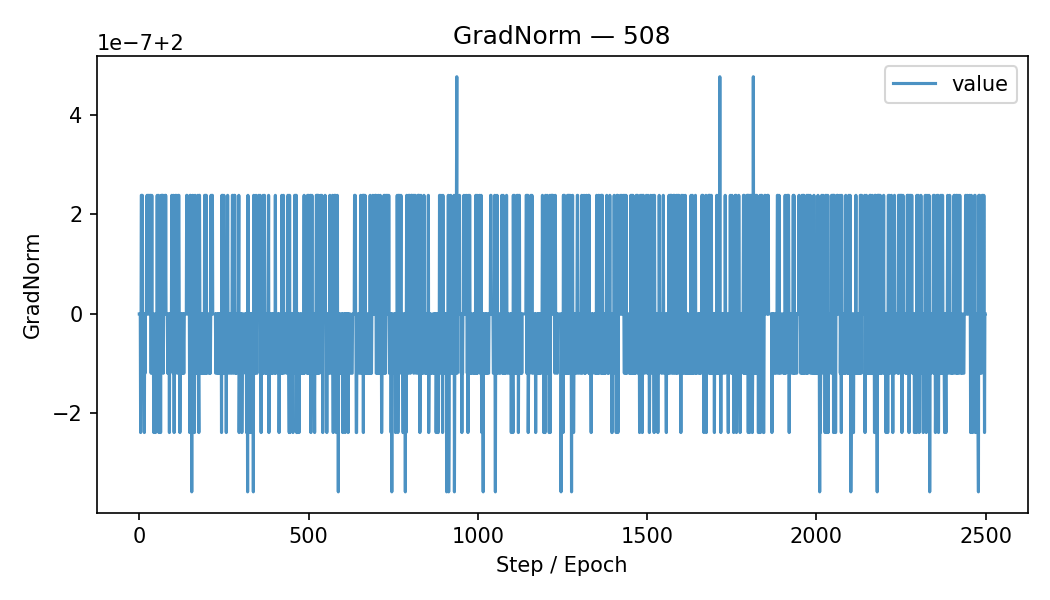 GradNorm — 508
1e−7+2
value
4
2
0
−2
GradNorm
0 500 1000 1500 2000 2500
Step / Epoch